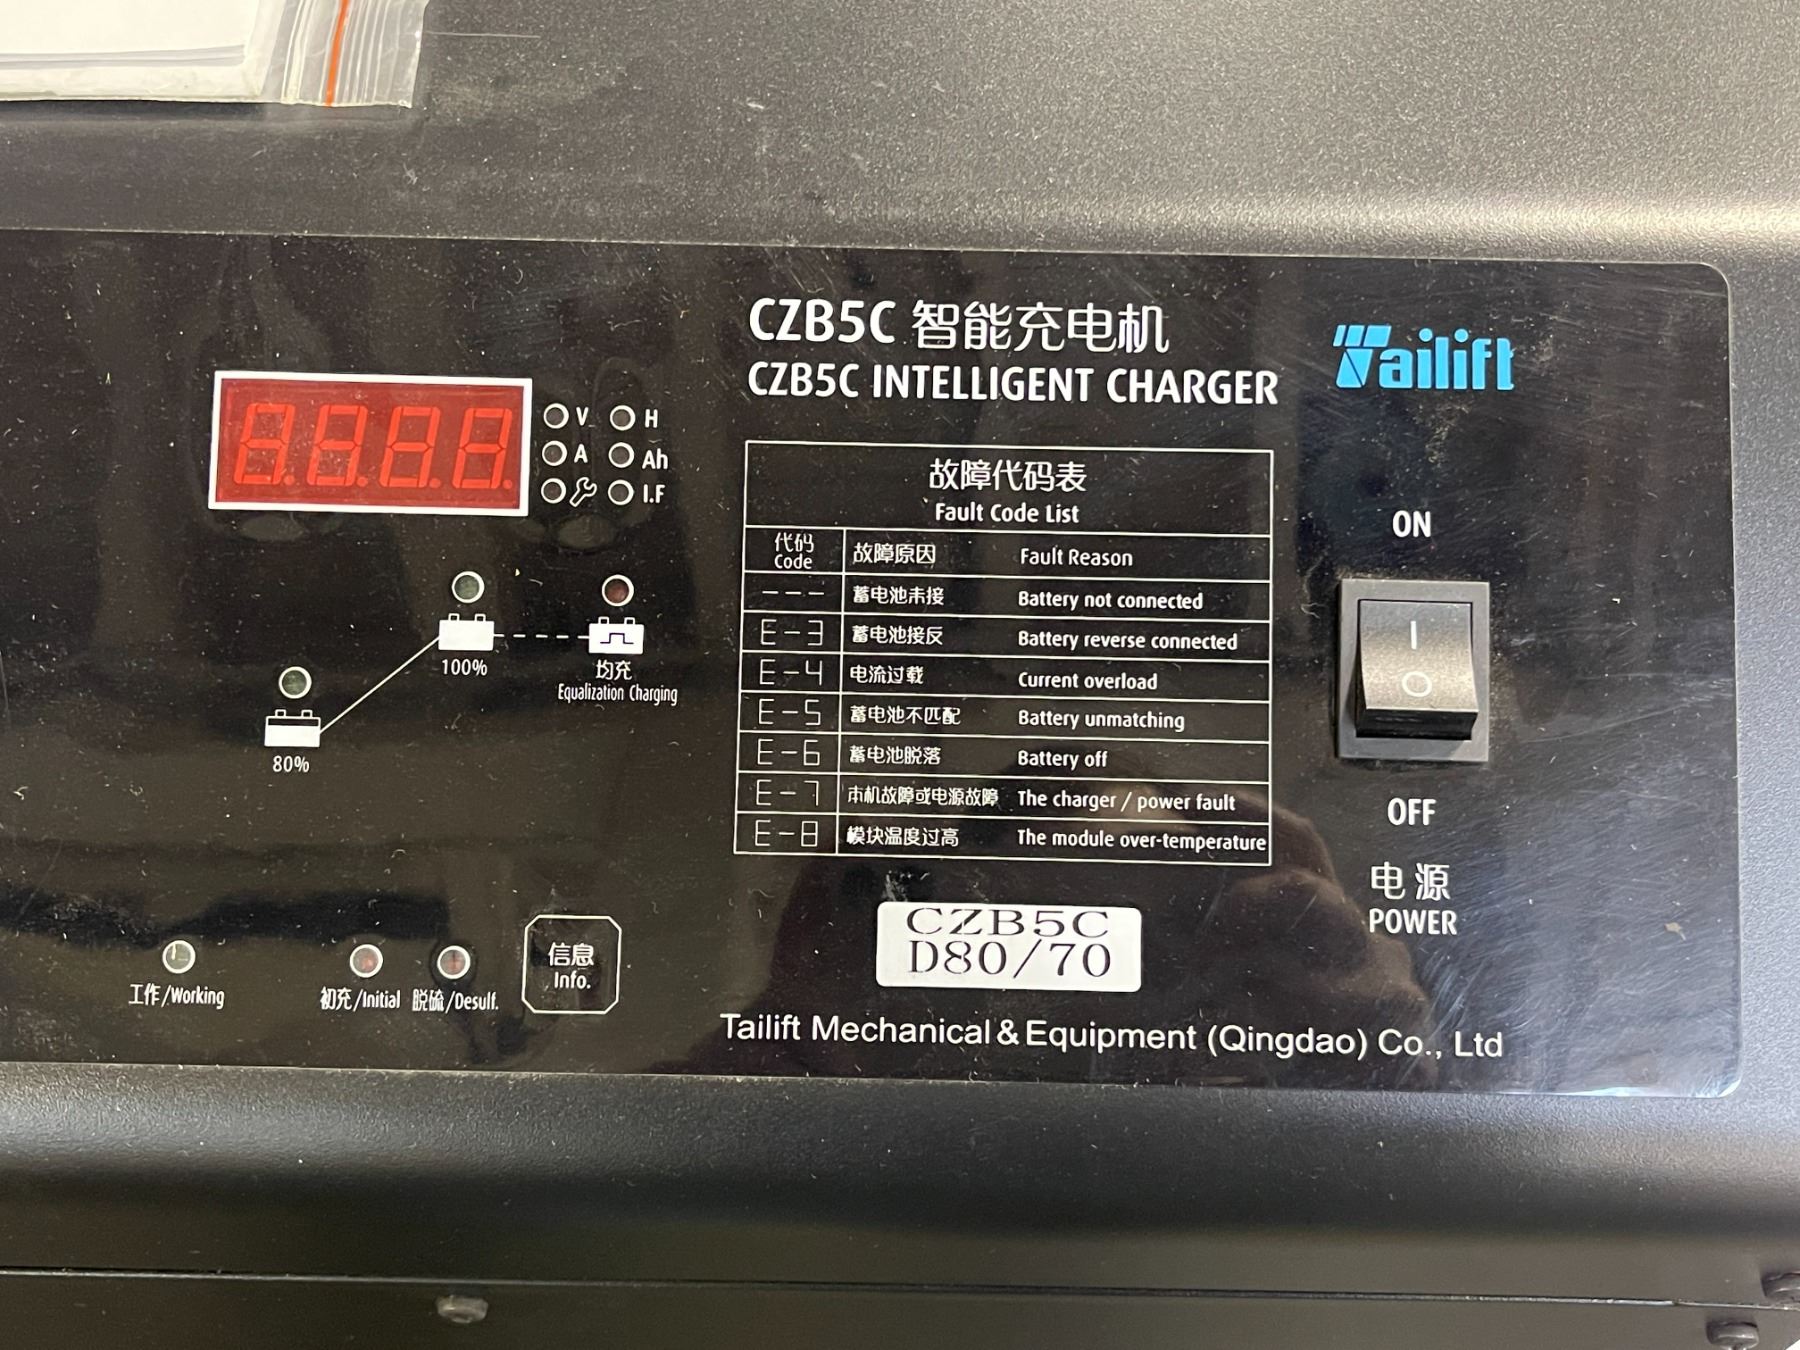 CZB5C 智能充电机
CZB5C INTELLIGENT CHARGER
Tailift
V H
A Ah
I.F
故障代码表
Fault Code List
代码 Code 故障原因 Fault Reason
--- 蓄电池未接 Battery not connected
E-3 蓄电池接反 Battery reverse connected
E-4 电流过载 Current overload
E-5 蓄电池不匹配 Battery unmatching
E-6 蓄电池脱落 Battery off
E-7 本机故障或电源故障 The charger / power fault
E-8 模块温度过高 The module over-temperature
80%
100%
均充
Equalization Charging
工作/Working
初充/Initial
脱硫/Desulf.
信息
Info.
ON
I
O
OFF
电源
POWER
CZB5C
D80/70
Tailift Mechanical & Equipment (Qingdao) Co., Ltd